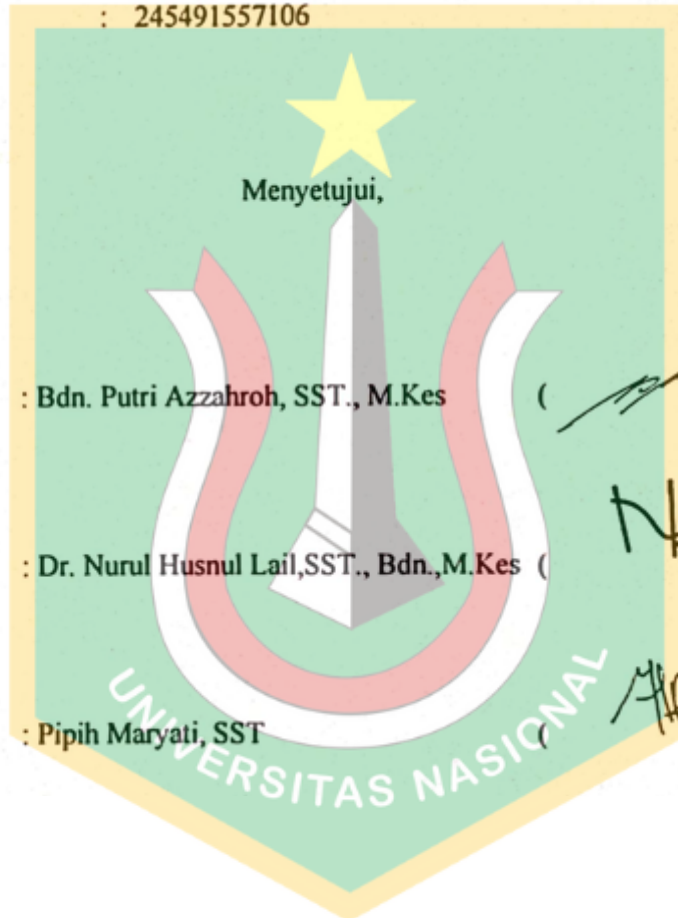 : 245491557106
Menyetujui,
: Bdn. Putri Azzahroh, SST., M.Kes (
: Dr. Nurul Husnul Lail,SST., Bdn.,M.Kes (
: Pipih Maryati, SST (
UNIVERSITAS NASIONAL